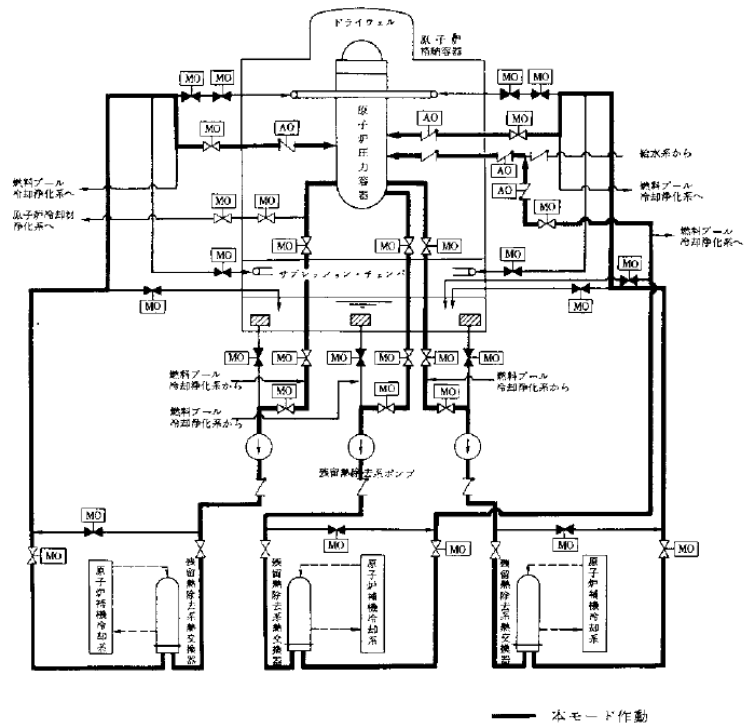 ドライウェル
原子炉
格納容器
MO
MO
MO
MO
MO
AO
AO
MO
原子炉圧力容器
AO
給水系から
AO
燃料プール
冷却浄化系へ
燃料プール
冷却浄化系へ
MO
MO
MO
原子炉冷却材
浄化系へ
燃料プール
冷却浄化系へ
MO
MO
MO
MO
MO
MO
サプレッション・チェンバ
MO
MO
MO
MO
MO
MO
MO
MO
MO
燃料プール
冷却浄化系から
燃料プール
冷却浄化系から
MO
MO
MO
燃料プール
冷却浄化系から
残留熱除去系ポンプ
MO
MO
MO
MO
MO
MO
原子炉補機冷却系
残留熱除去系熱交換器
残留熱除去系熱交換器
原子炉補機冷却系
残留熱除去系熱交換器
原子炉補機冷却系
本モード作動